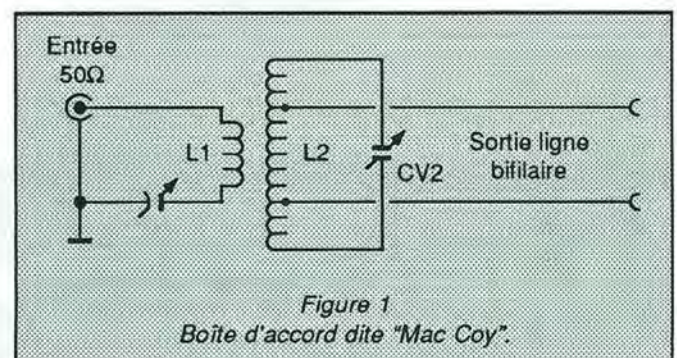 Entrée
50Ω
L1
L2
CV2
Sortie ligne
bifilaire
Figure 1
Boîte d'accord dite "Mac Coy".